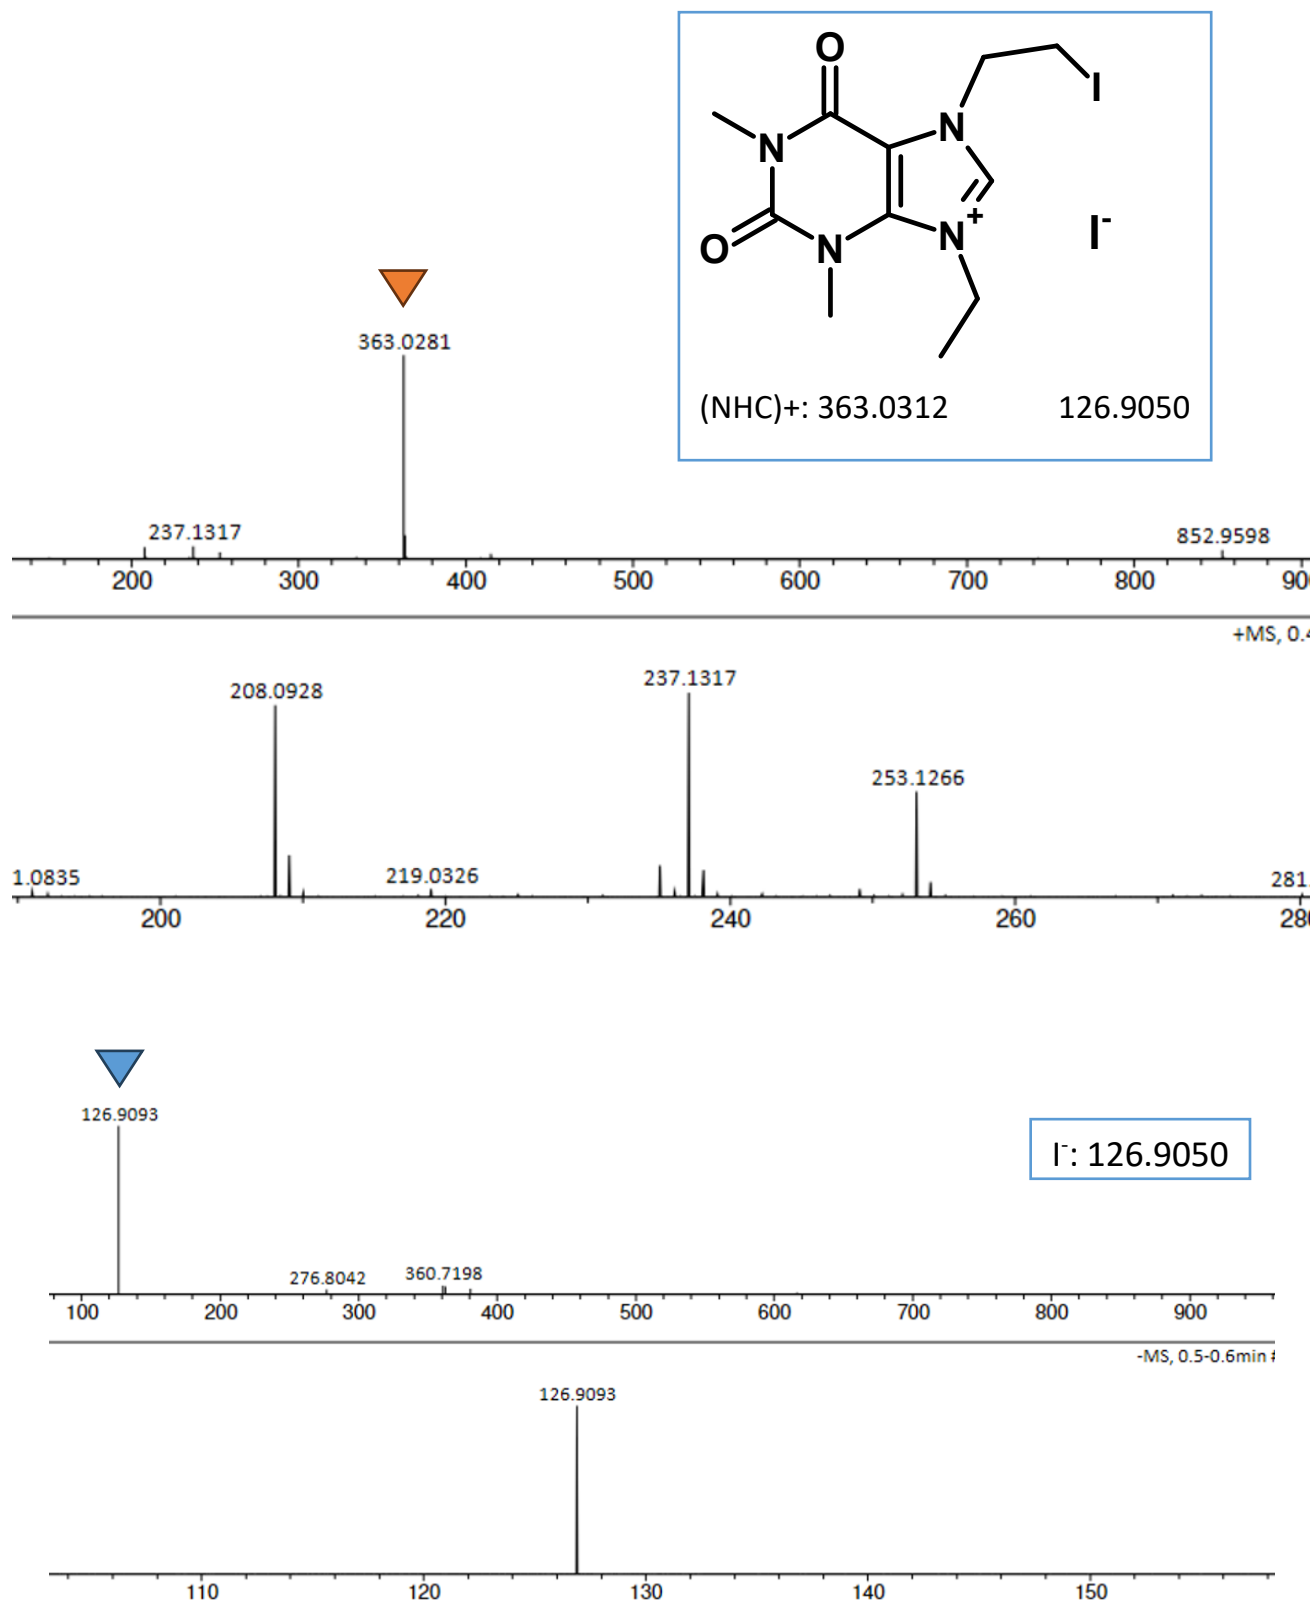 O
I
N
N
O
N
N+
I-
(NHC)+: 363.0312 126.9050
363.0281
237.1317
852.9598
200 300 400 500 600 700 800
+MS, 0.4
208.0928
237.1317
253.1266
1.0835
219.0326
281.
200 220 240 260
126.9093
I-: 126.9050
276.8042
360.7198
100 200 300 400 500 600 700 800 900
-MS, 0.5-0.6min
126.9093
110 120 130 140 150